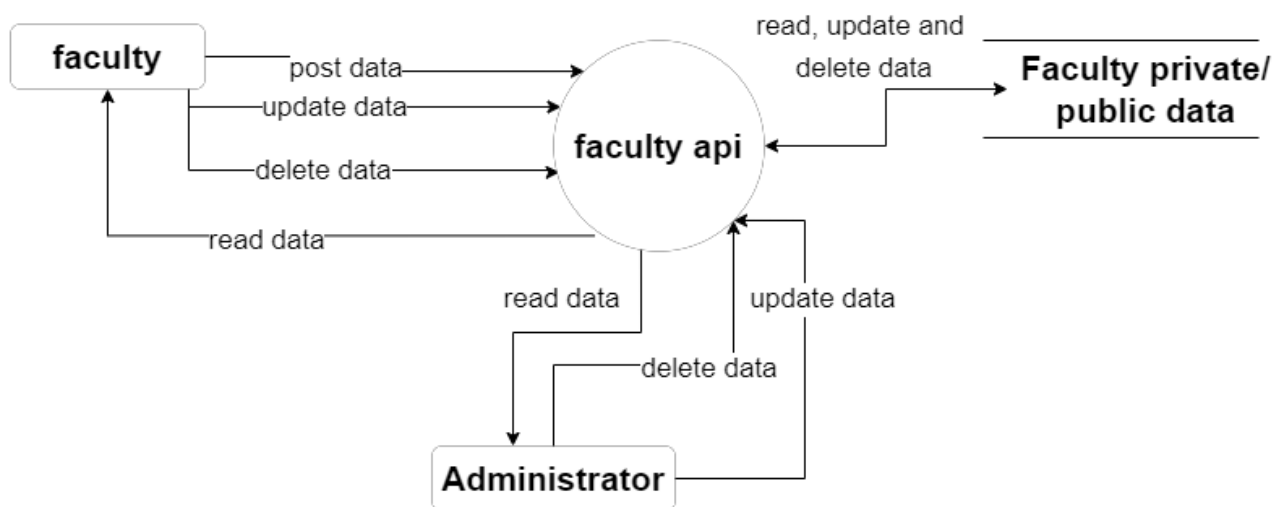 read, update and
delete data
faculty
post data
update data
delete data
read data
faculty api
Faculty private/
public data
read data
update data
delete data
Administrator